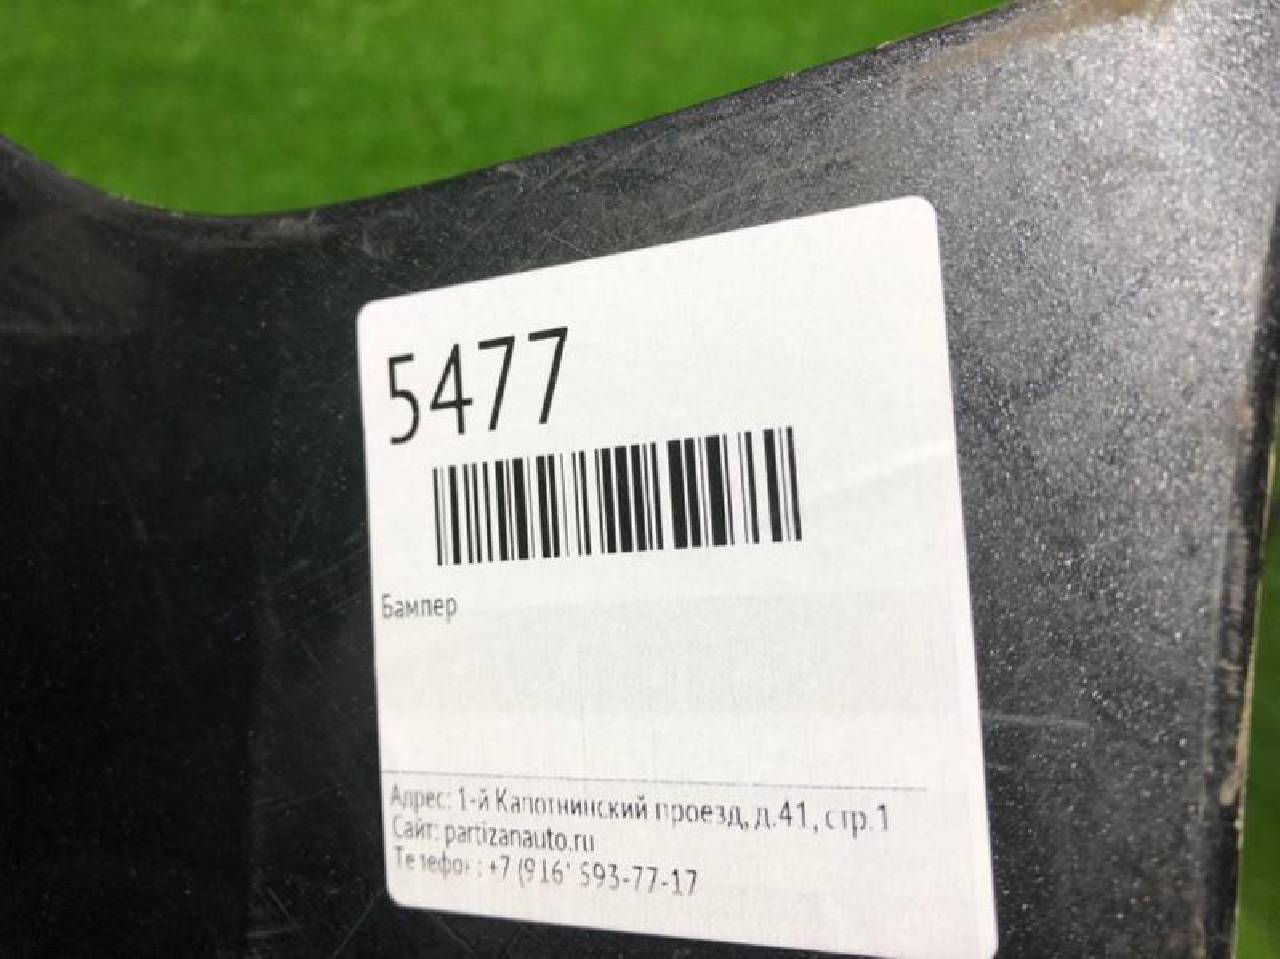 5477
Бампер
Адрес: 1-й Капотнинский проезд, д.41, стр.1
Сайт: partizanauto.ru
Телефон: +7 (916) 593-77-17